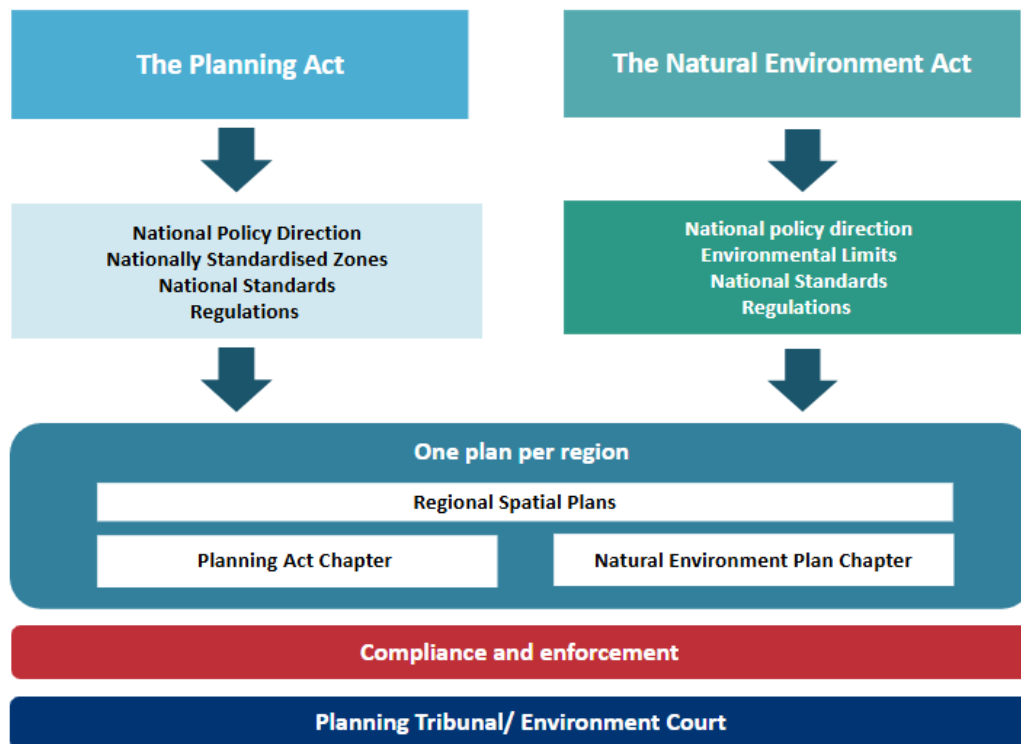 The Planning Act
The Natural Environment Act
National Policy Direction
Nationally Standardised Zones
National Standards
Regulations
National policy direction
Environmental Limits
National Standards
Regulations
One plan per region
Regional Spatial Plans
Planning Act Chapter
Natural Environment Plan Chapter
Compliance and enforcement
Planning Tribunal/ Environment Court